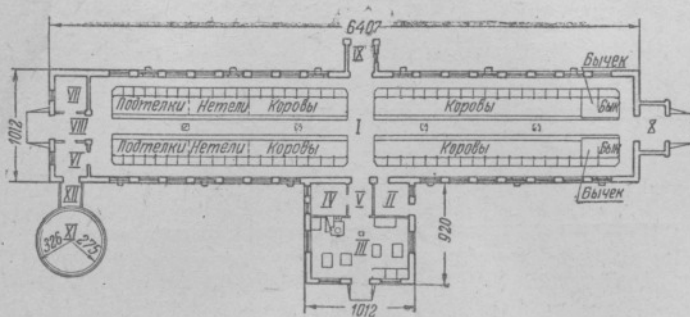 6407
IX
Бычек
VII
Подтелки Нетели Коровы
Коровы
Бык
1012
VIII
I
X
VI
Подтелки Нетели Коровы
Коровы
Бык
Бычек
XII
IV
V
II
XI
326
275
III
920
1012